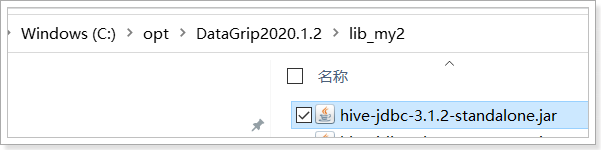 Windows (C:) › opt › DataGrip2020.1.2 › lib_my2
名称
hive-jdbc-3.1.2-standalone.jar